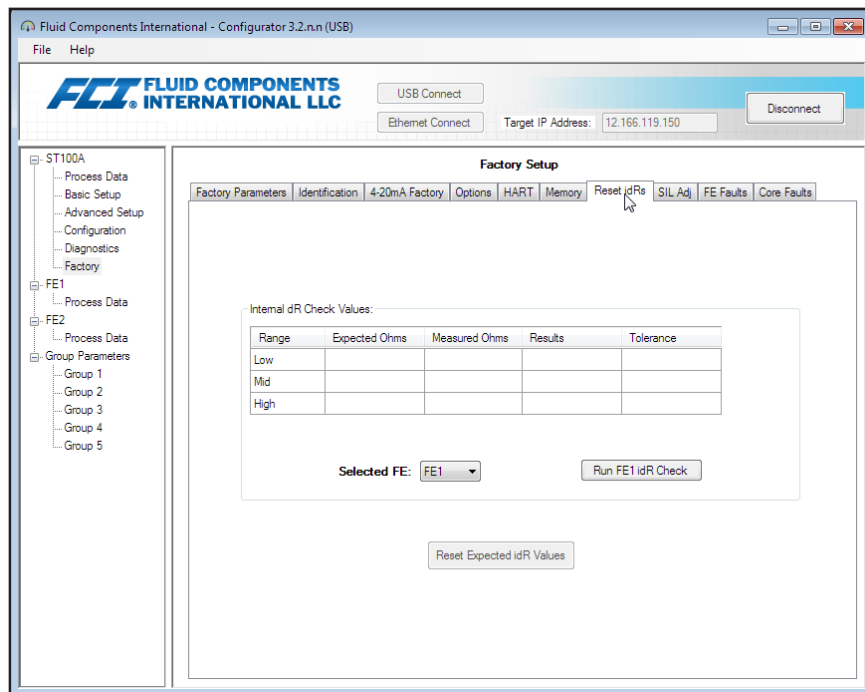 Fluid Components International - Configurator 3.2.n.n (USB)
File Help
FCI® FLUID COMPONENTS
INTERNATIONAL LLC
USB Connect
Ethernet Connect
Target IP Address: 12.166.119.150
Disconnect
ST100A
Process Data
Basic Setup
Advanced Setup
Configuration
Diagnostics
Factory
FE1
Process Data
FE2
Process Data
Group Parameters
Group 1
Group 2
Group 3
Group 4
Group 5
Factory Setup
Factory Parameters Identification 4-20mA Factory Options HART Memory Reset idRs SIL Adj FE Faults Core Faults
Internal dR Check Values:
Range Expected Ohms Measured Ohms Results Tolerance
Low
Mid
High
Selected FE: FE1 Run FE1 idR Check
Reset Expected idR Values